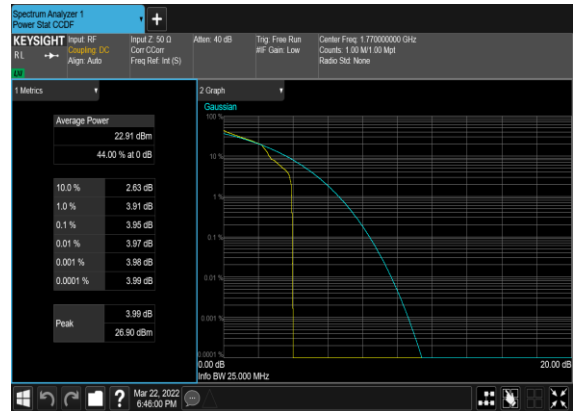 Spectrum Analyzer 1
Power Stat CCDF
KEYSIGHT
RL
Input: RF
Coupling: DC
Align: Auto
Input Z: 50 Ω
Corr CCorr
Freq Ref: Int (S)
Atten: 40 dB
Trig: Free Run
#IF Gain: Low
Center Freq: 1.770000000 GHz
Counts: 1.00 M/1.00 Mpt
Radio Std: None
1 Metrics
Average Power
22.91 dBm
44.00 % at 0 dB
10.0 % 2.63 dB
1.0 % 3.91 dB
0.1 % 3.95 dB
0.01 % 3.97 dB
0.001 % 3.98 dB
0.0001 % 3.99 dB
Peak
3.99 dB
26.90 dBm
2 Graph
Gaussian
100 %
10 %
1 %
0.1 %
0.01 %
0.001 %
0.0001 %
0.00 dB
20.00 dB
Info BW 25.000 MHz
Mar 22, 2022
6:46:00 PM